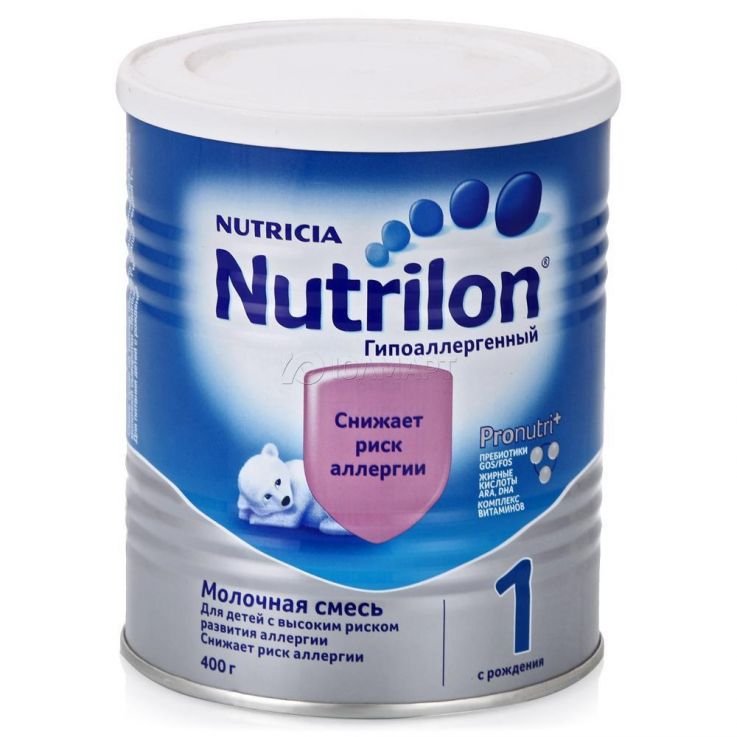 NUTRICIA
Nutrilon®
Гипоаллергенный
ЮЛМАРТ
Снижает
риск
аллергии
Pronutri+
ПРЕБИОТИКИ
GOS/FOS
ЖИРНЫЕ
КИСЛОТЫ
ARA, DHA
КОМПЛЕКС
ВИТАМИНОВ
Молочная смесь
Для детей с высоким риском
развития аллергии
Снижает риск аллергии
400 г
1
с рождения